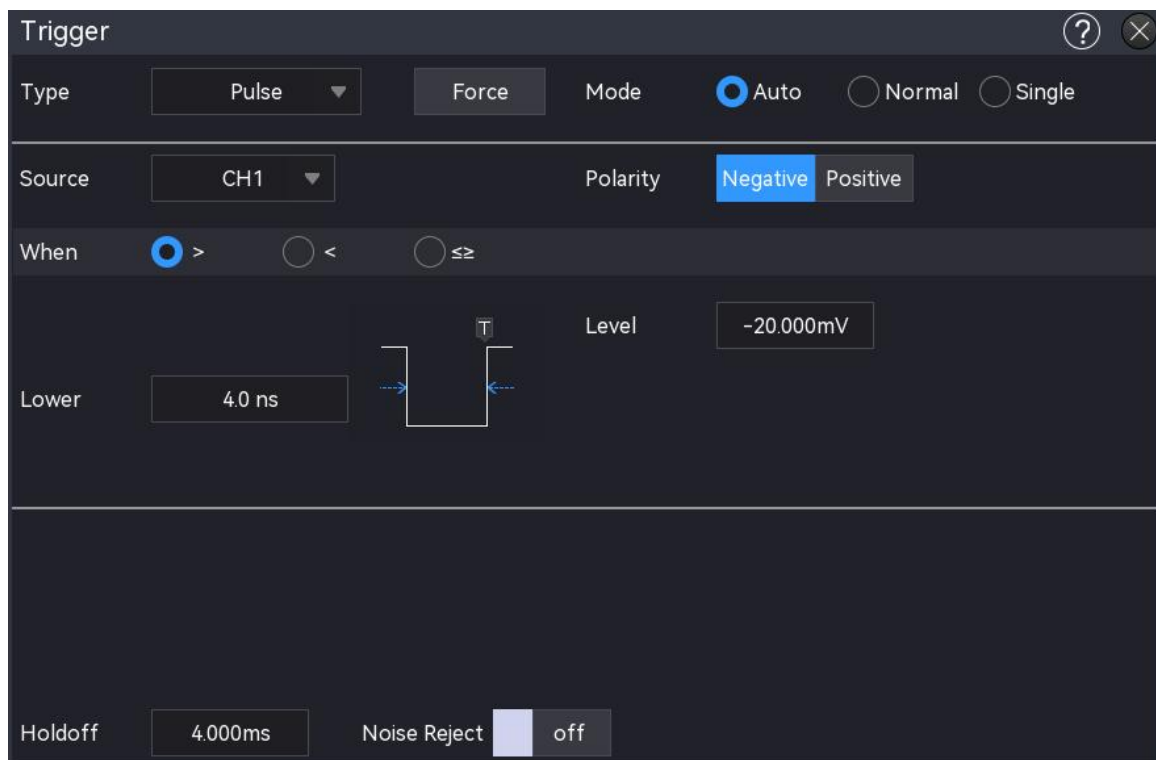 Trigger ?
Type Pulse Force Mode Auto Normal Single
Source CH1 Polarity Negative Positive
When > < ≤≥
T
Level -20.000mV
Lower 4.0 ns
Holdoff 4.000ms Noise Reject off